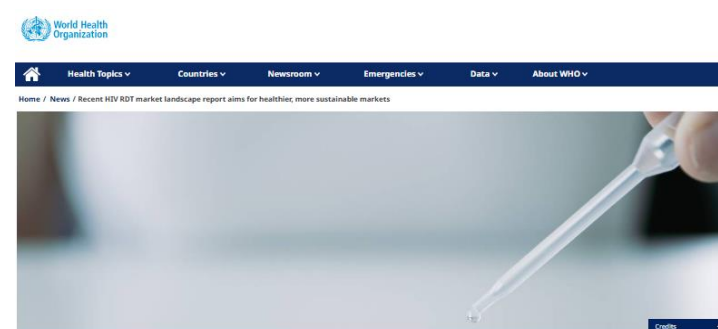 World Health
Organization
Health Topics Countries Newsroom Emergencies Data About WHO
Home / News / Recent HIV RDT market landscape report aims for healthier, more sustainable markets
Credits